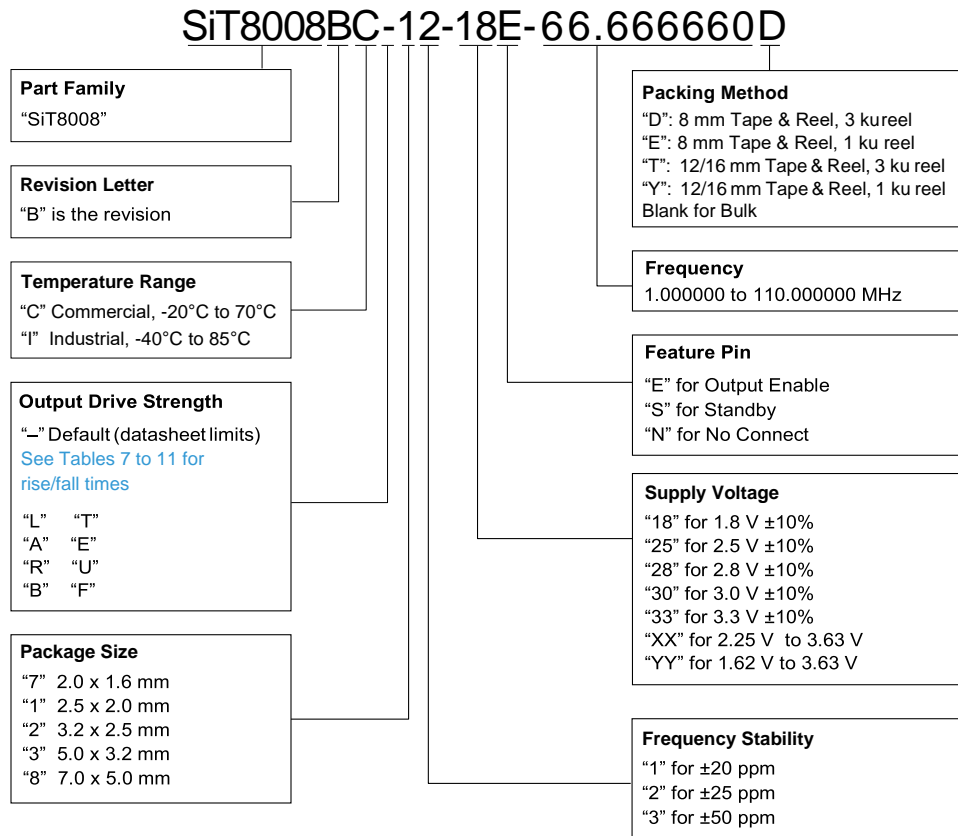 SiT8008BC-12-18E-66.666660D
Part Family
“SiT8008”
Revision Letter
“B” is the revision
Temperature Range
“C” Commercial, -20°C to 70°C
“I” Industrial, -40°C to 85°C
Output Drive Strength
“–” Default (datasheet limits)
See Tables 7 to 11 for
rise/fall times
“L” “T”
“A” “E”
“R” “U”
“B” “F”
Package Size
“7” 2.0 x 1.6 mm
“1” 2.5 x 2.0 mm
“2” 3.2 x 2.5 mm
“3” 5.0 x 3.2 mm
“8” 7.0 x 5.0 mm
Packing Method
“D”: 8 mm Tape & Reel, 3 ku reel
“E”: 8 mm Tape & Reel, 1 ku reel
“T”: 12/16 mm Tape & Reel, 3 ku reel
“Y”: 12/16 mm Tape & Reel, 1 ku reel
Blank for Bulk
Frequency
1.000000 to 110.000000 MHz
Feature Pin
“E” for Output Enable
“S” for Standby
“N” for No Connect
Supply Voltage
“18” for 1.8 V ±10%
“25” for 2.5 V ±10%
“28” for 2.8 V ±10%
“30” for 3.0 V ±10%
“33” for 3.3 V ±10%
“XX” for 2.25 V to 3.63 V
“YY” for 1.62 V to 3.63 V
Frequency Stability
“1” for ±20 ppm
“2” for ±25 ppm
“3” for ±50 ppm